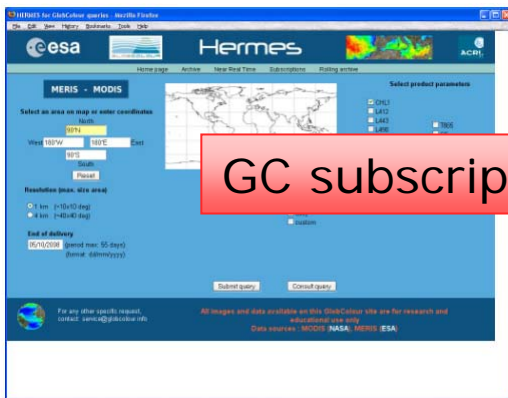 HERMES for GlobColour queries - Mozilla Firefox
File Edit View History Bookmarks Tools Help
esa
Hermes
ACRI
Home page Archive Near Real Time Subscriptions Rolling archive
MERIS - MODIS
Select product parameters
Select an area on map or enter coordinates
North
90°N
West 180°W 180°E East
90°S
South
Reset
CHL1
L412
L443
L490
T865
GC subscrip
Resolution (max. size area)
1 km (~10x10 deg)
4 km (~40x40 deg)
custom
End of delivery
05/10/2008 (period max: 55 days)
(format: dd/mm/yyyy)
Submit query Consult query
For any other specific request,
contact: service@globcolour.info
All images and data available on this GlobColour site are for research and
educational use only
Data sources : MODIS (NASA), MERIS (ESA)